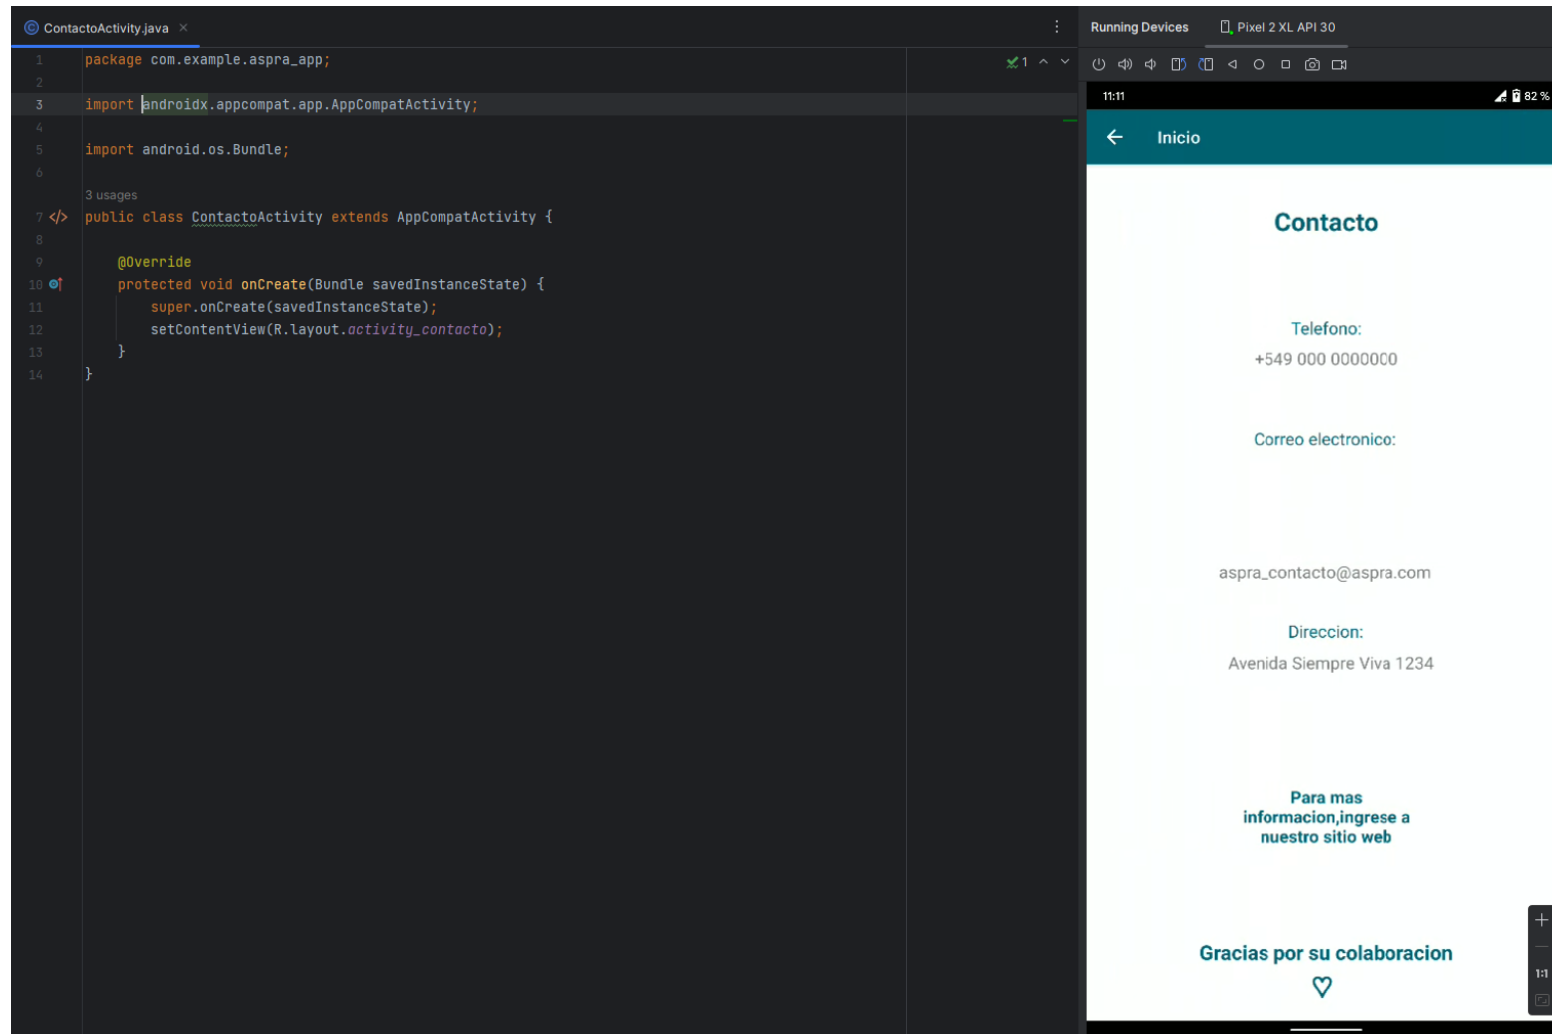 ContactoActivity.java
Running Devices Pixel 2 XL API 30
1 package com.example.aspra_app;
1
2
3 import androidx.appcompat.app.AppCompatActivity;
4
5 import android.os.Bundle;
6
3 usages
7 public class ContactoActivity extends AppCompatActivity {
8
9 @Override
10 protected void onCreate(Bundle savedInstanceState) {
11 super.onCreate(savedInstanceState);
12 setContentView(R.layout.activity_contacto);
13 }
14 }
11:11 82 %
Inicio
Contacto
Telefono:
+549 000 0000000
Correo electronico:
aspra_contacto@aspra.com
Direccion:
Avenida Siempre Viva 1234
Para mas
informacion,ingrese a
nuestro sitio web
Gracias por su colaboracion
♡
1:1